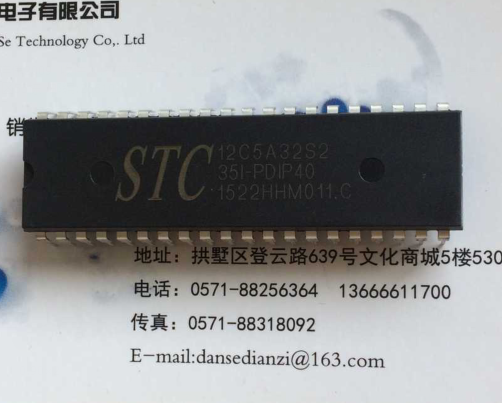 电子有限公司
Se Technology Co,. Ltd
销
STC
12C5A32S2
35I-PDIP40
1522HHM011.C
地址：拱墅区登云路639号文化商城5楼530
电话：0571-88256364 13666611700
传真：0571-88318092
E-mail:dansedianzi@163.com